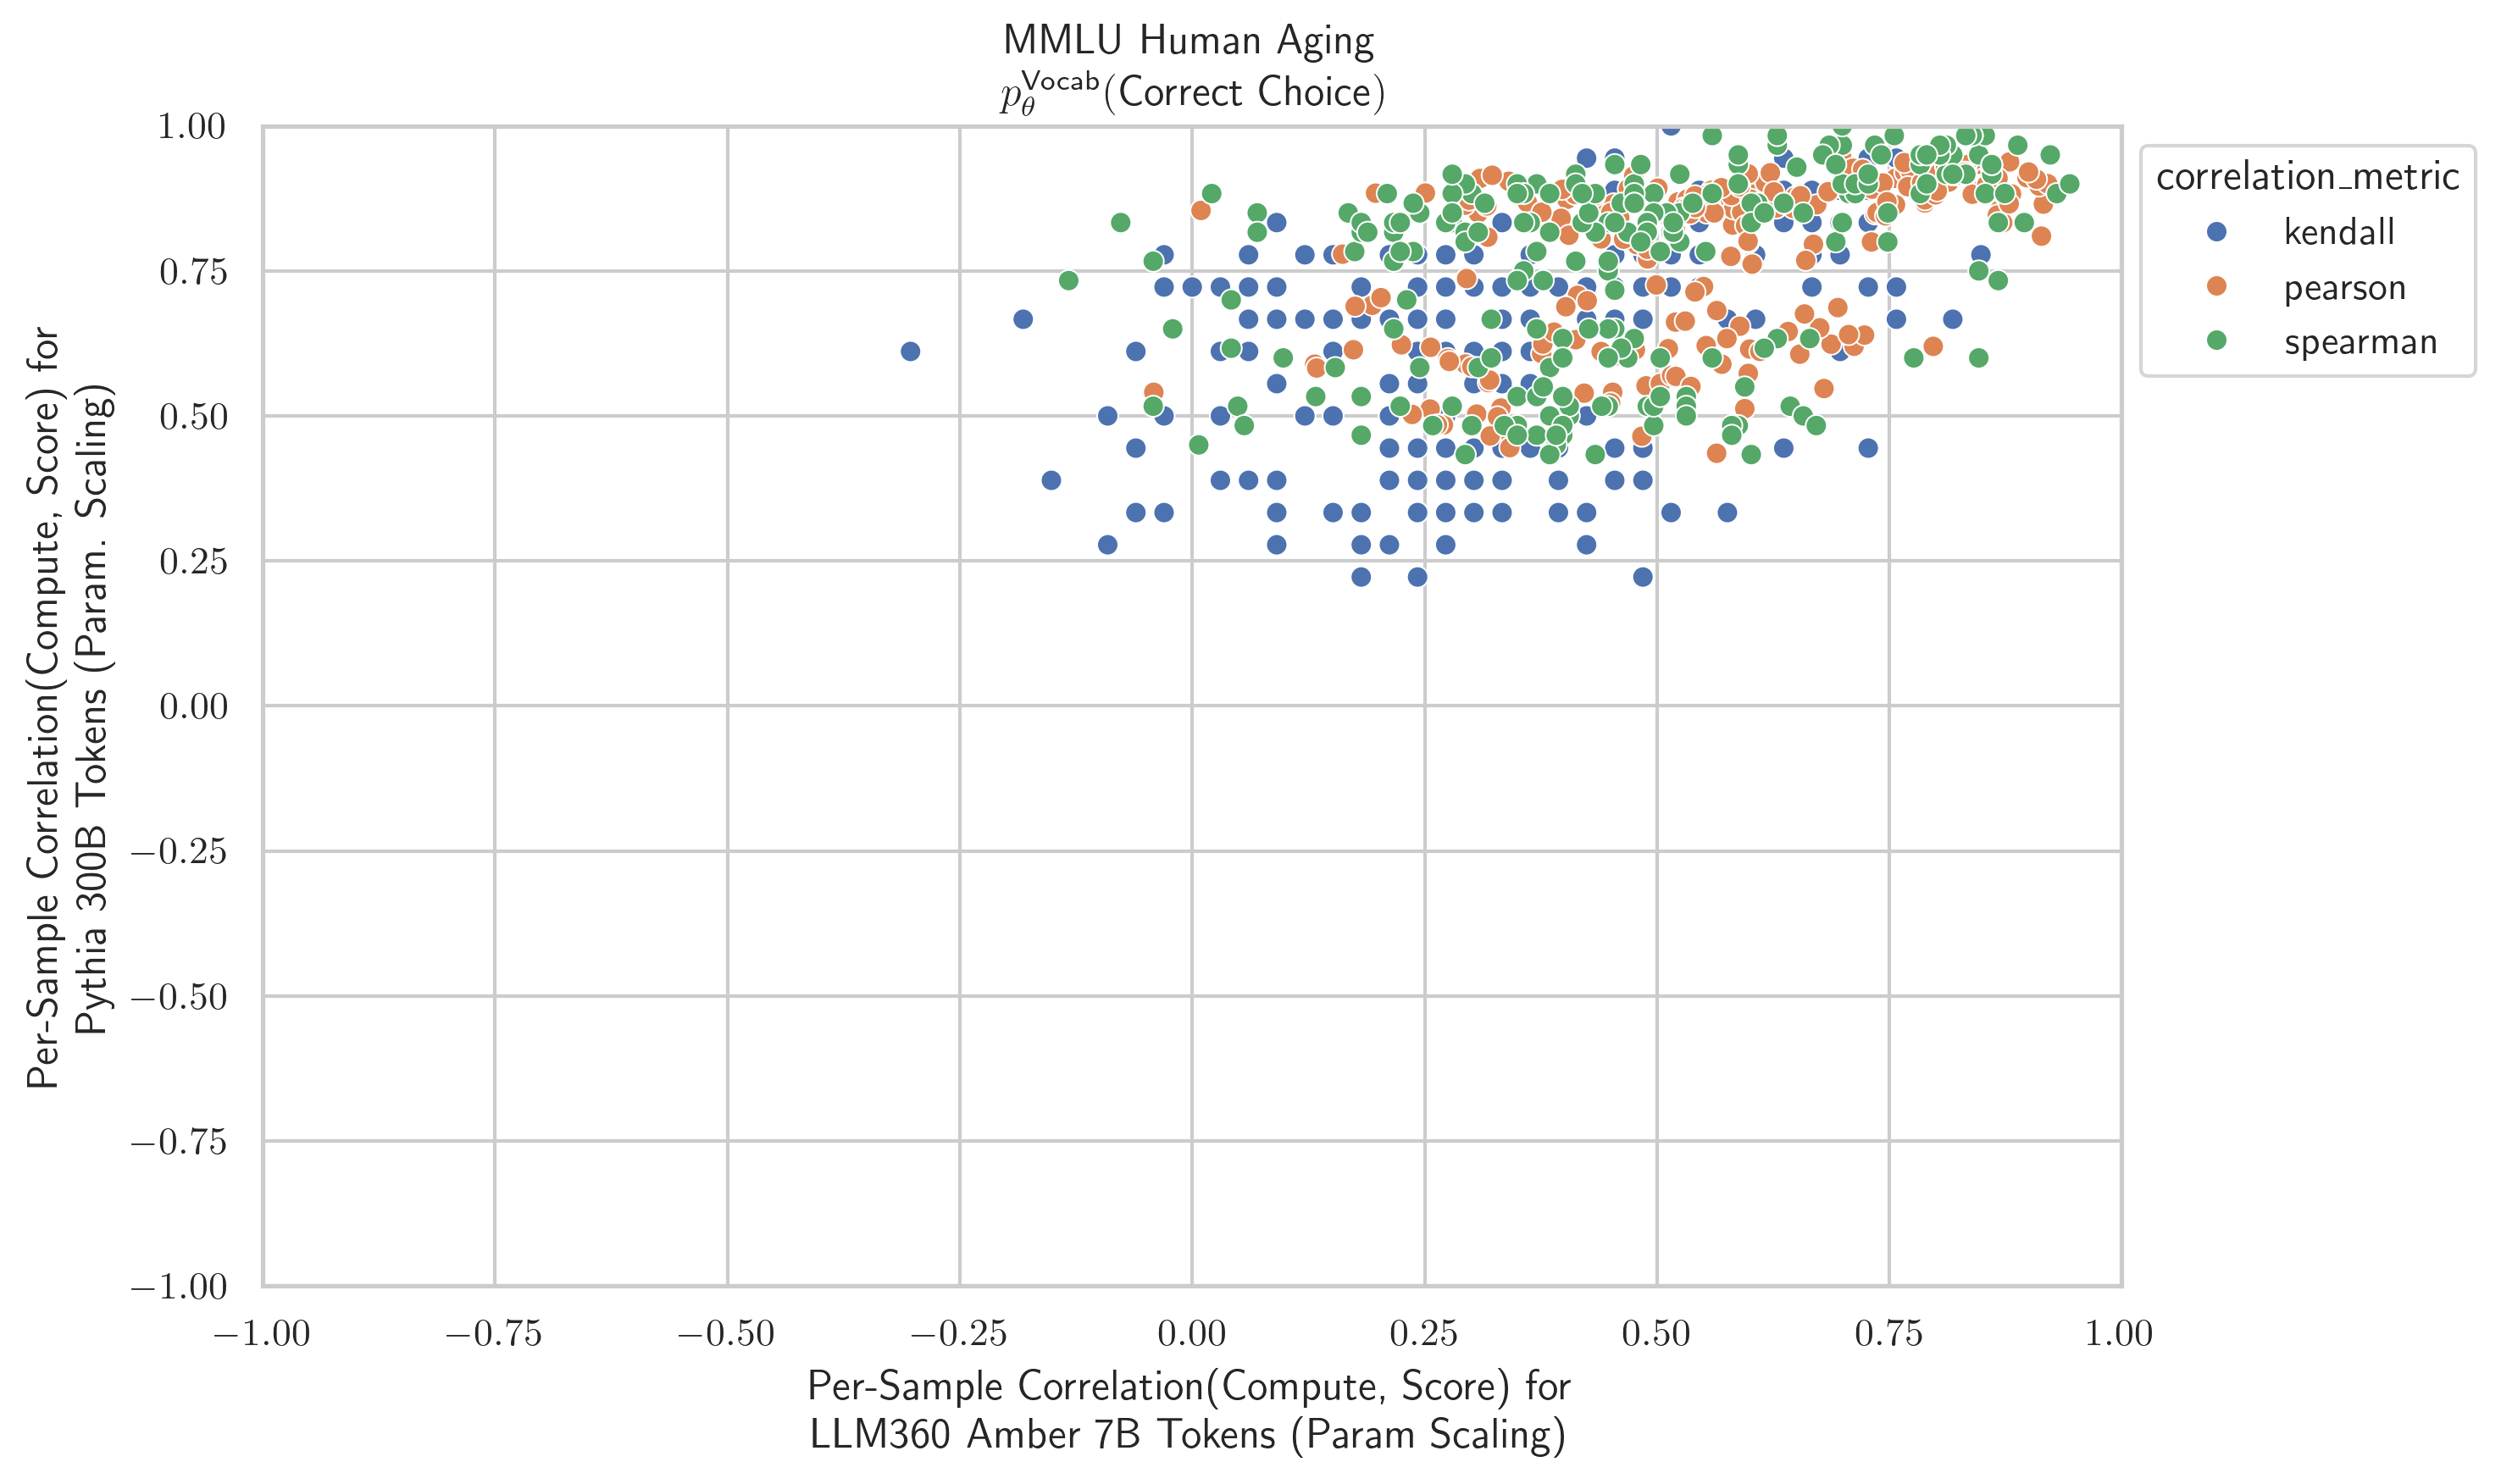 MMLU Human Aging
p_θ^Vocab(Correct Choice)
Per-Sample Correlation(Compute, Score) for
Pythia 300B Tokens (Param. Scaling)
1.00
0.75
0.50
0.25
0.00
−0.25
−0.50
−0.75
−1.00
−1.00
−0.75
−0.50
−0.25
0.00
0.25
0.50
0.75
1.00
Per-Sample Correlation(Compute, Score) for
LLM360 Amber 7B Tokens (Param Scaling)
correlation_metric
kendall
pearson
spearman